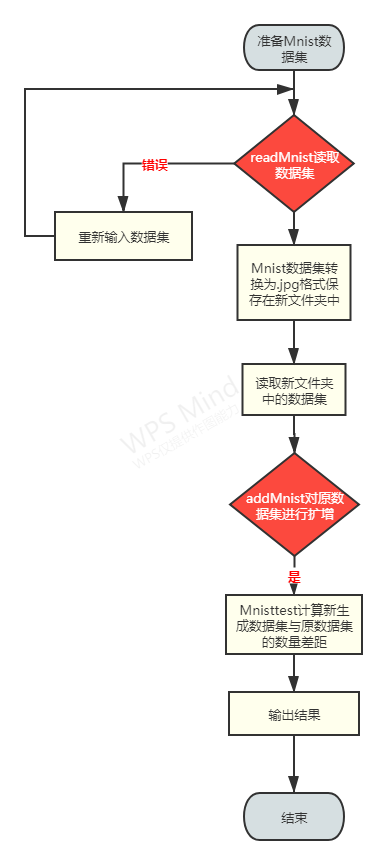 准备Mnist数
据集
readMnist读取
数据集
错误
重新输入数据集
Mnist数据集转
换为.jpg格式保
存在新文件夹中
读取新文件夹
中的数据集
WPS Mind
addMnist对原数
据集进行扩增
是
Mnisttest计算新生
成数据集与原数据集
的数量差距
输出结果
结束